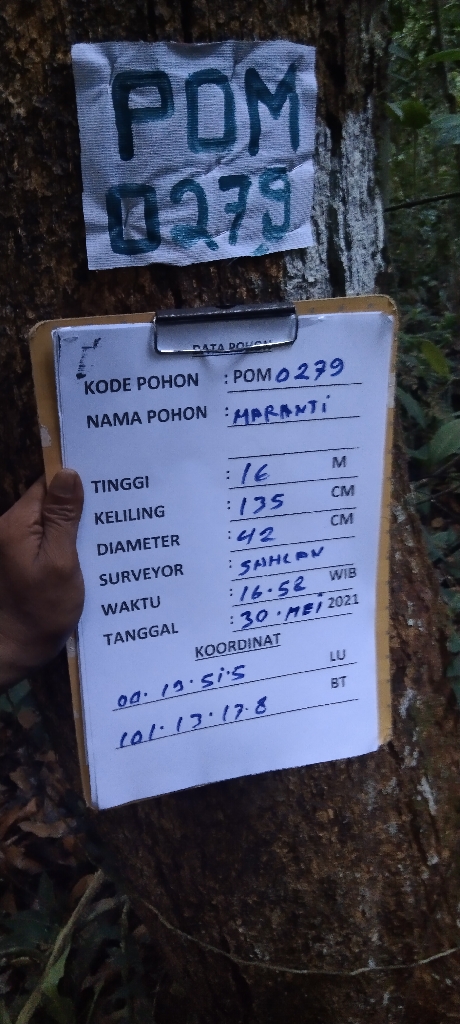 POM
0279
DATA POHON
KODE POHON : POM 0279
NAMA POHON : MARANTI
TINGGI : 16 M
KELILING : 135 CM
DIAMETER : 42 CM
SURVEYOR : SAHLAN
WAKTU : 16.52 WIB
TANGGAL : 30. MEI 2021
KOORDINAT
00. 19. 51.5 LU
101. 13. 17. 8 BT